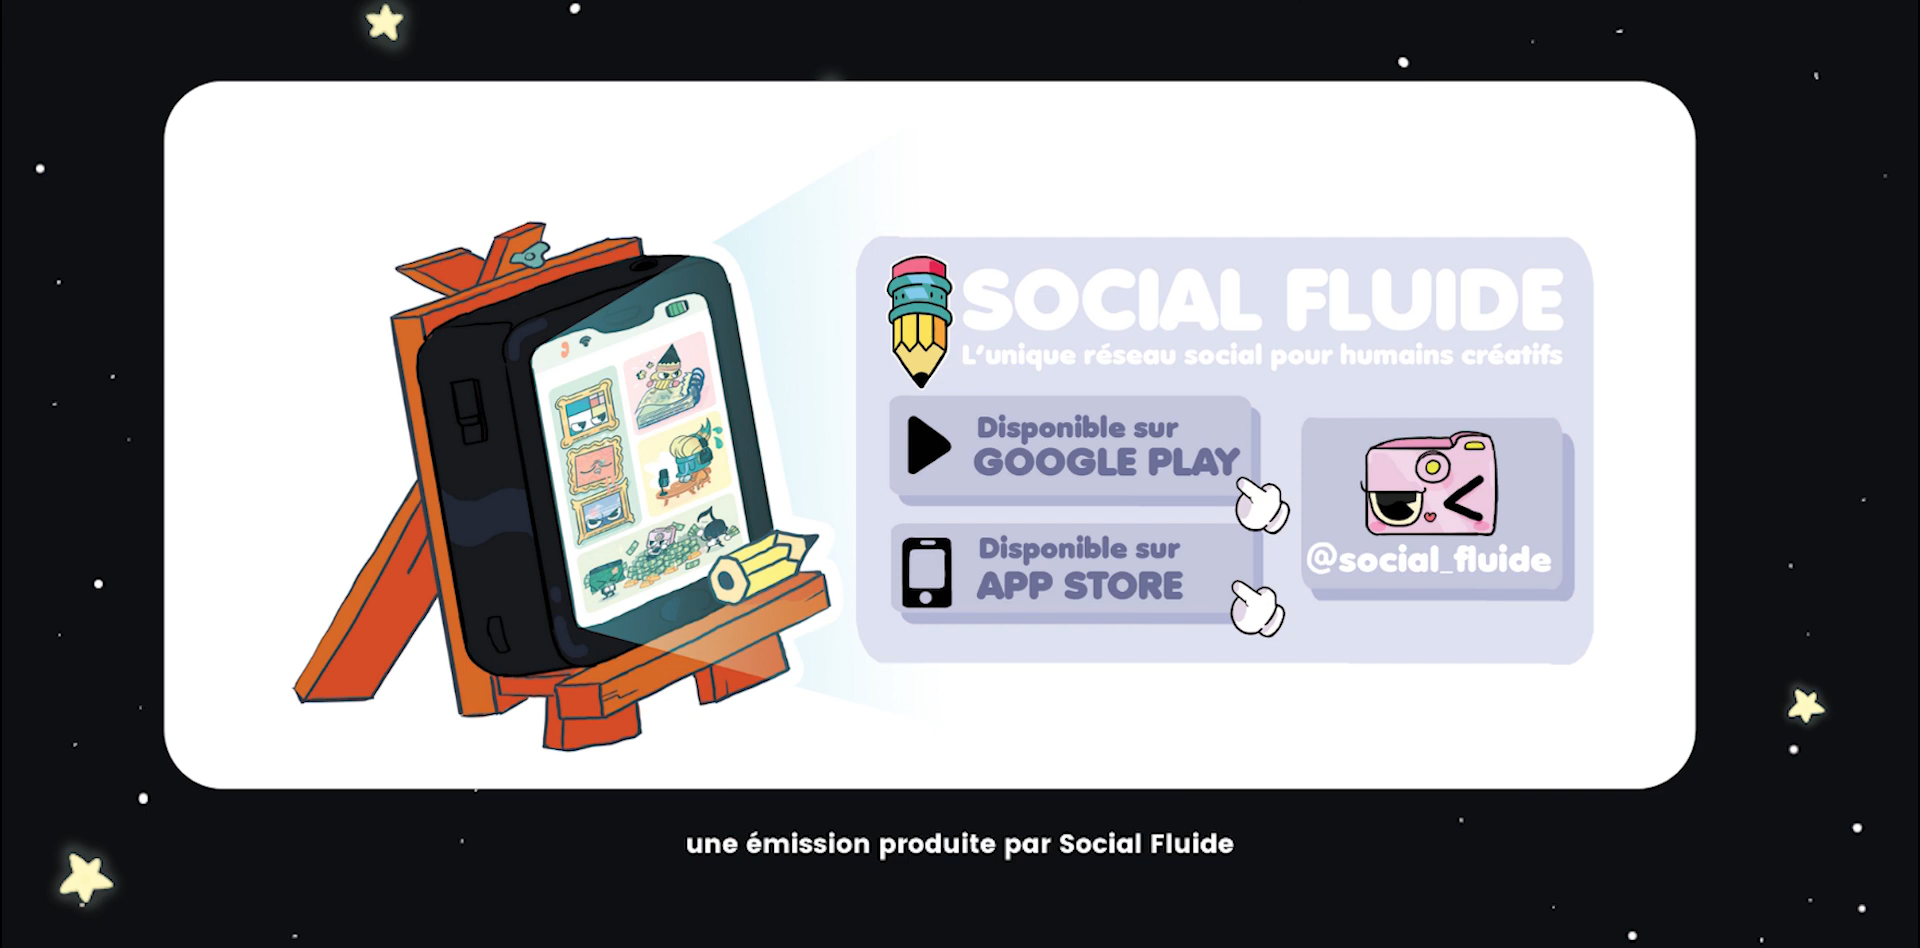 SOCIAL FLUIDE
L'unique réseau social pour humains créatifs
Disponible sur
GOOGLE PLAY
Disponible sur
APP STORE
@social_fluide
une émission produite par Social Fluide